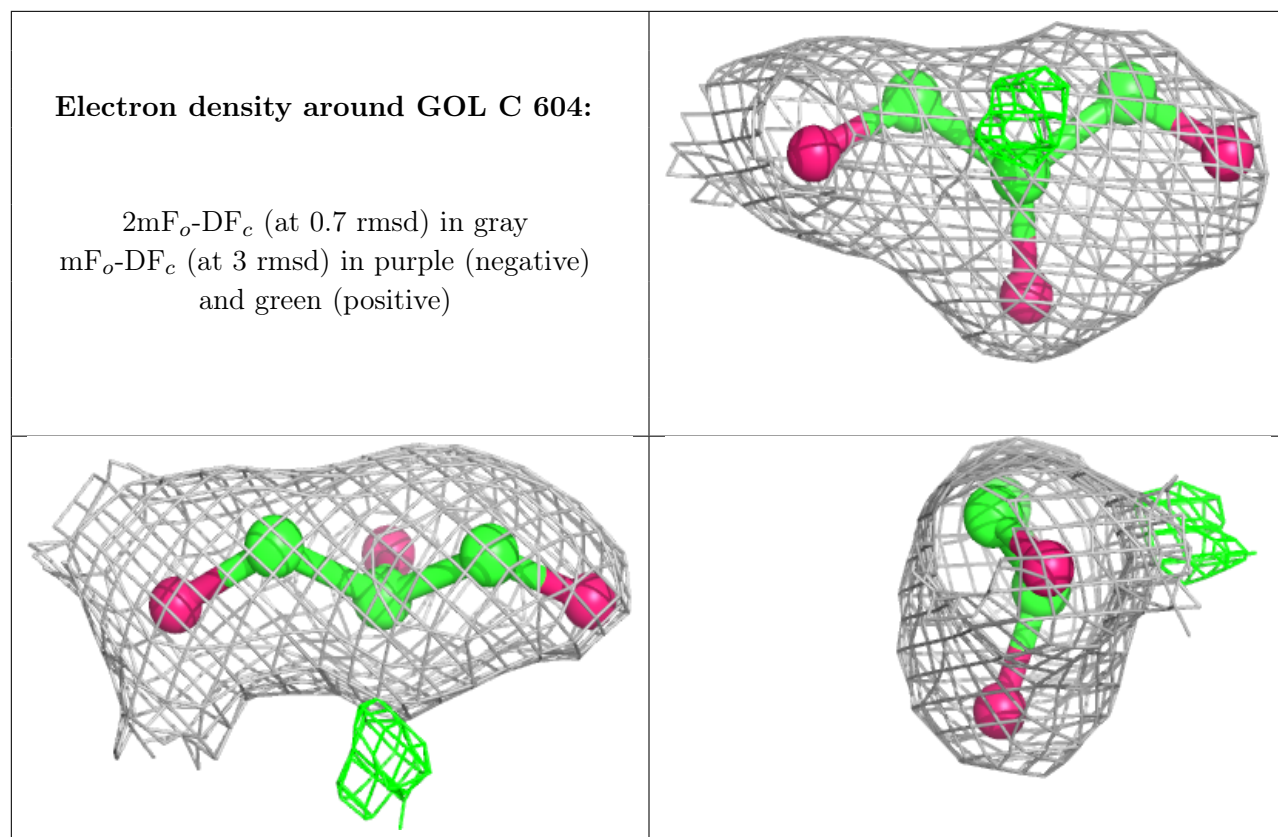 Electron density around GOL C 604:
2mFo-DFc (at 0.7 rmsd) in gray
mFo-DFc (at 3 rmsd) in purple (negative)
and green (positive)